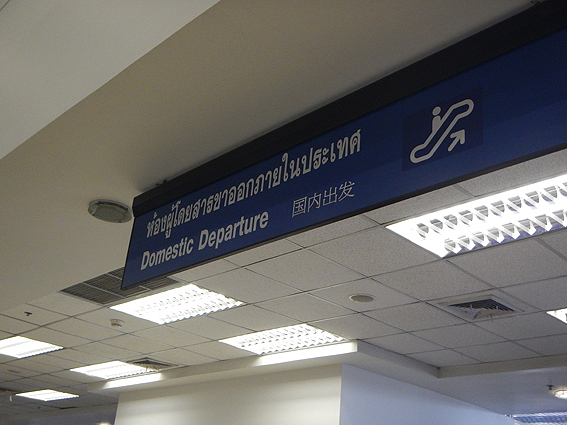 ห้องผู้โดยสารขาออกภายในประเทศ
Domestic Departure 国内出发